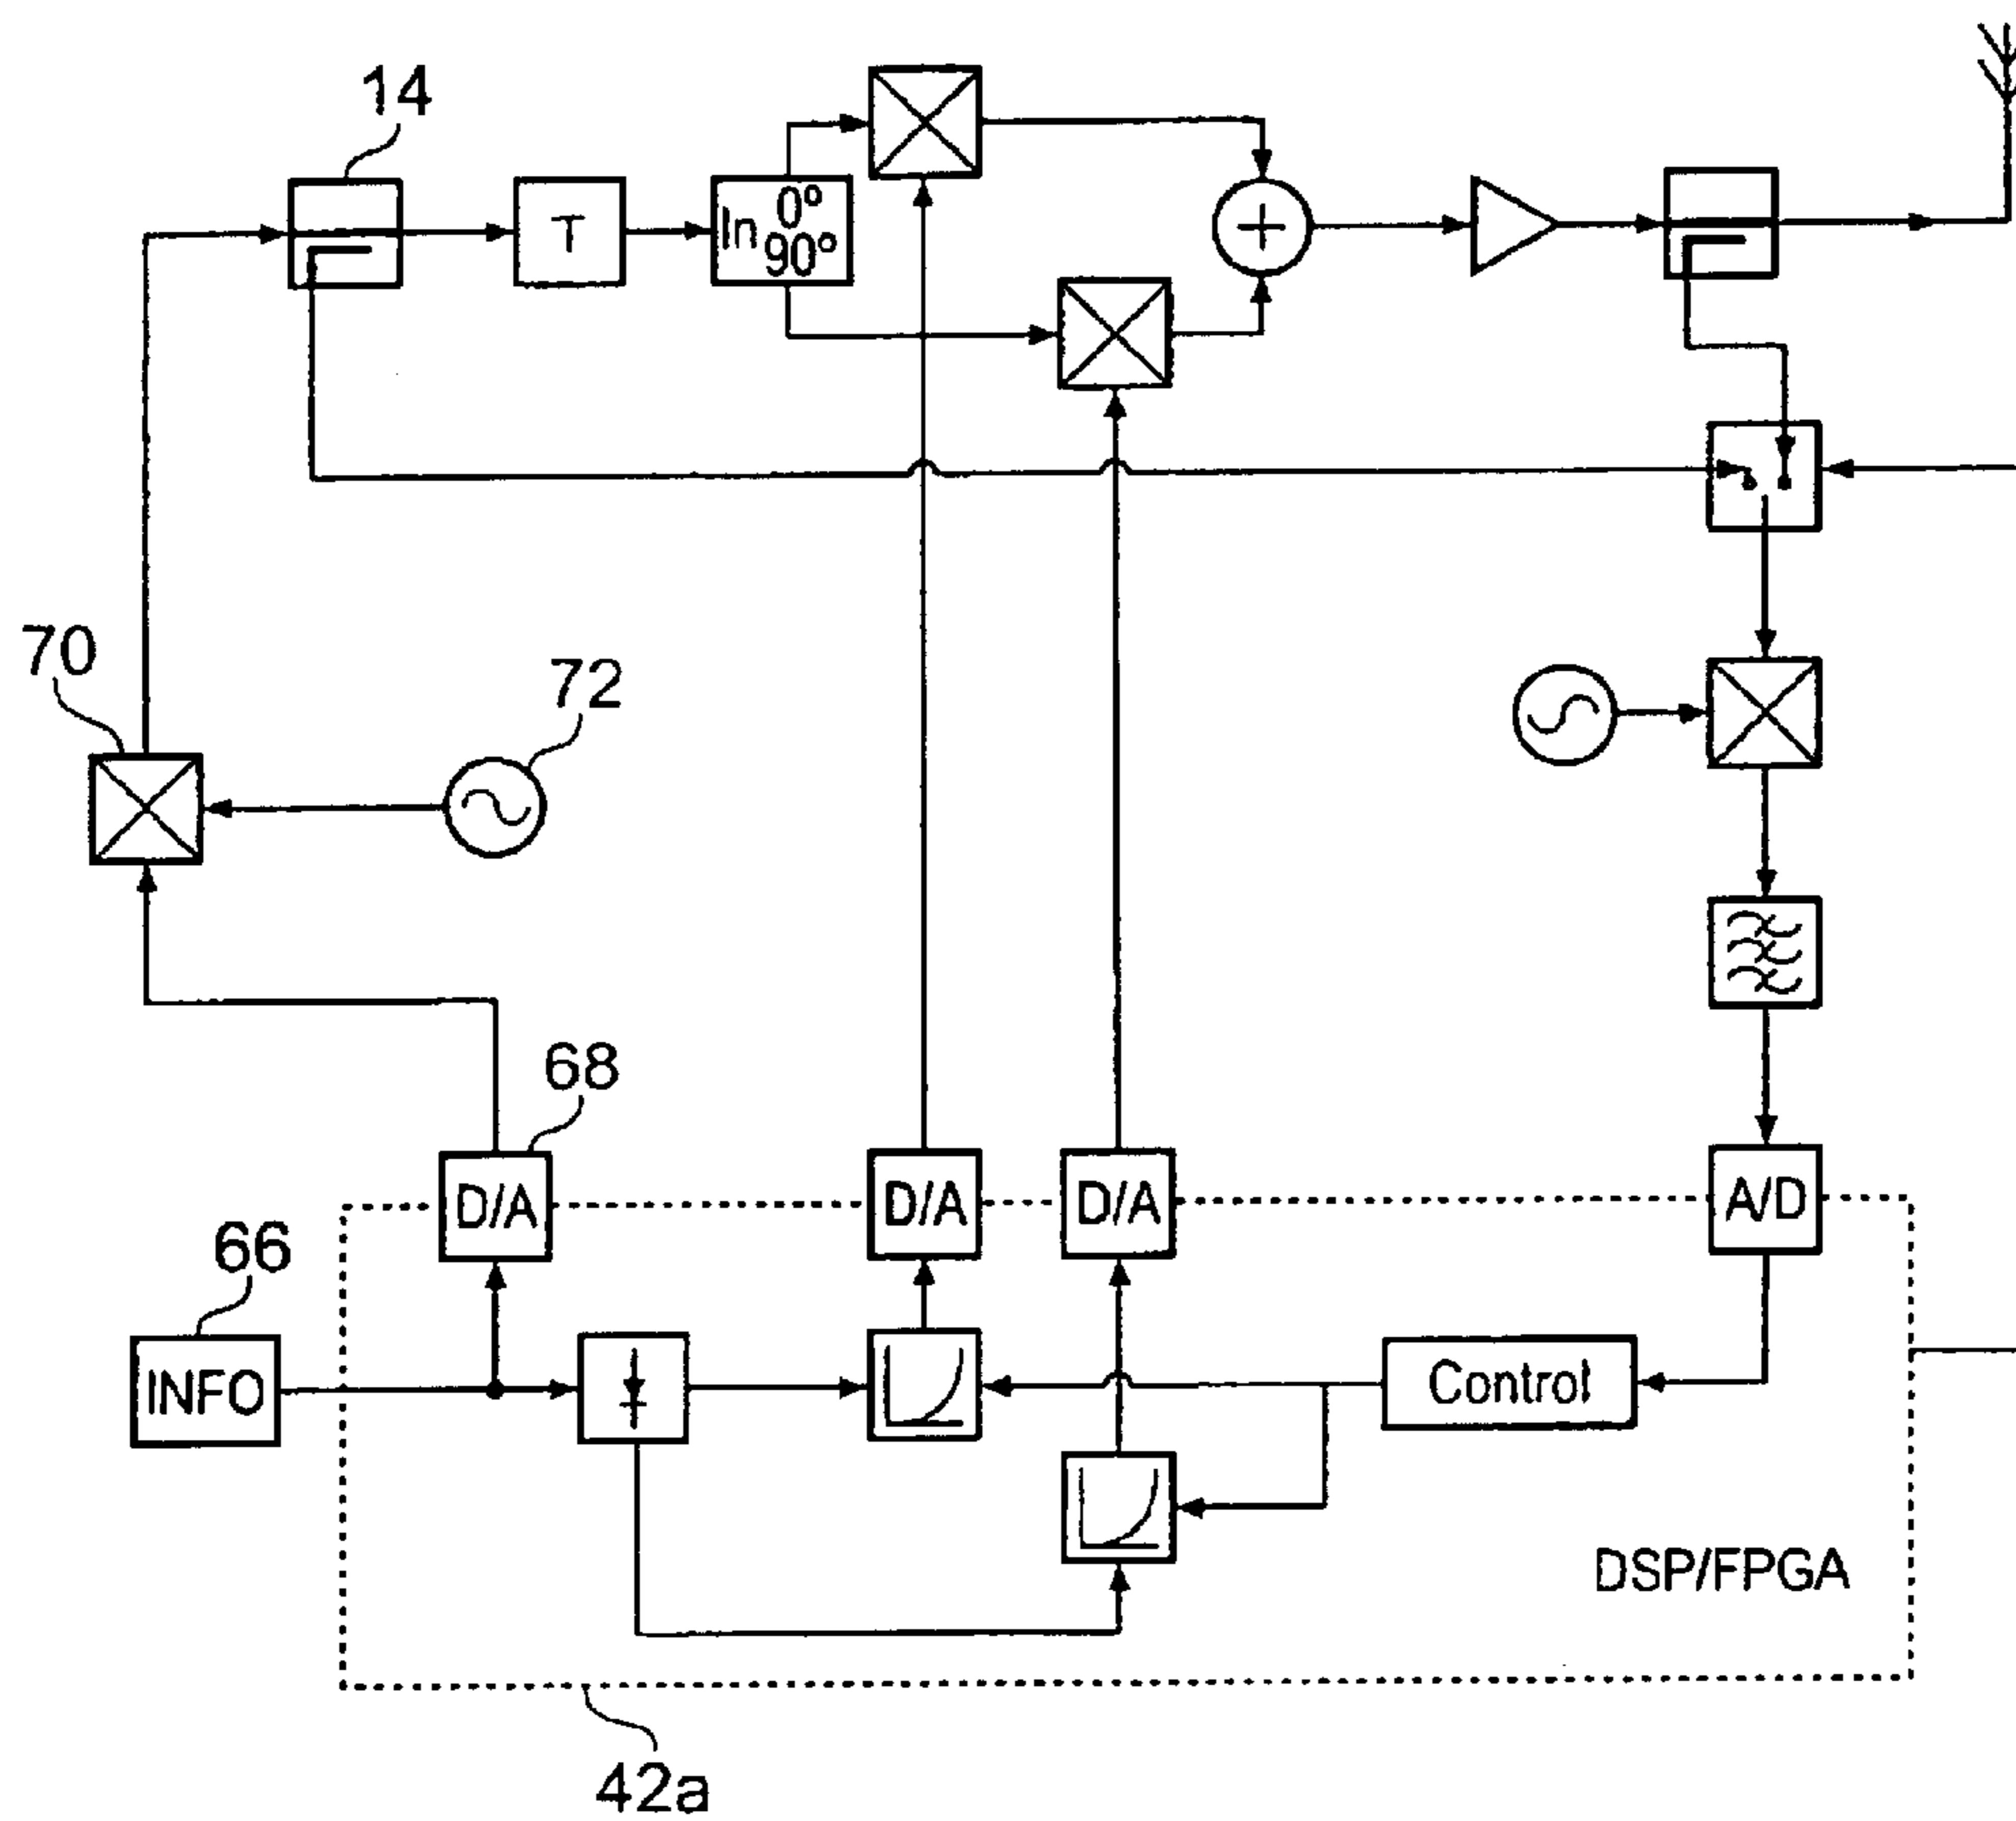 14
T
In 0°
90°
70
72
68
D/A
D/A
D/A
A/D
66
INFO
Control
DSP/FPGA
42a